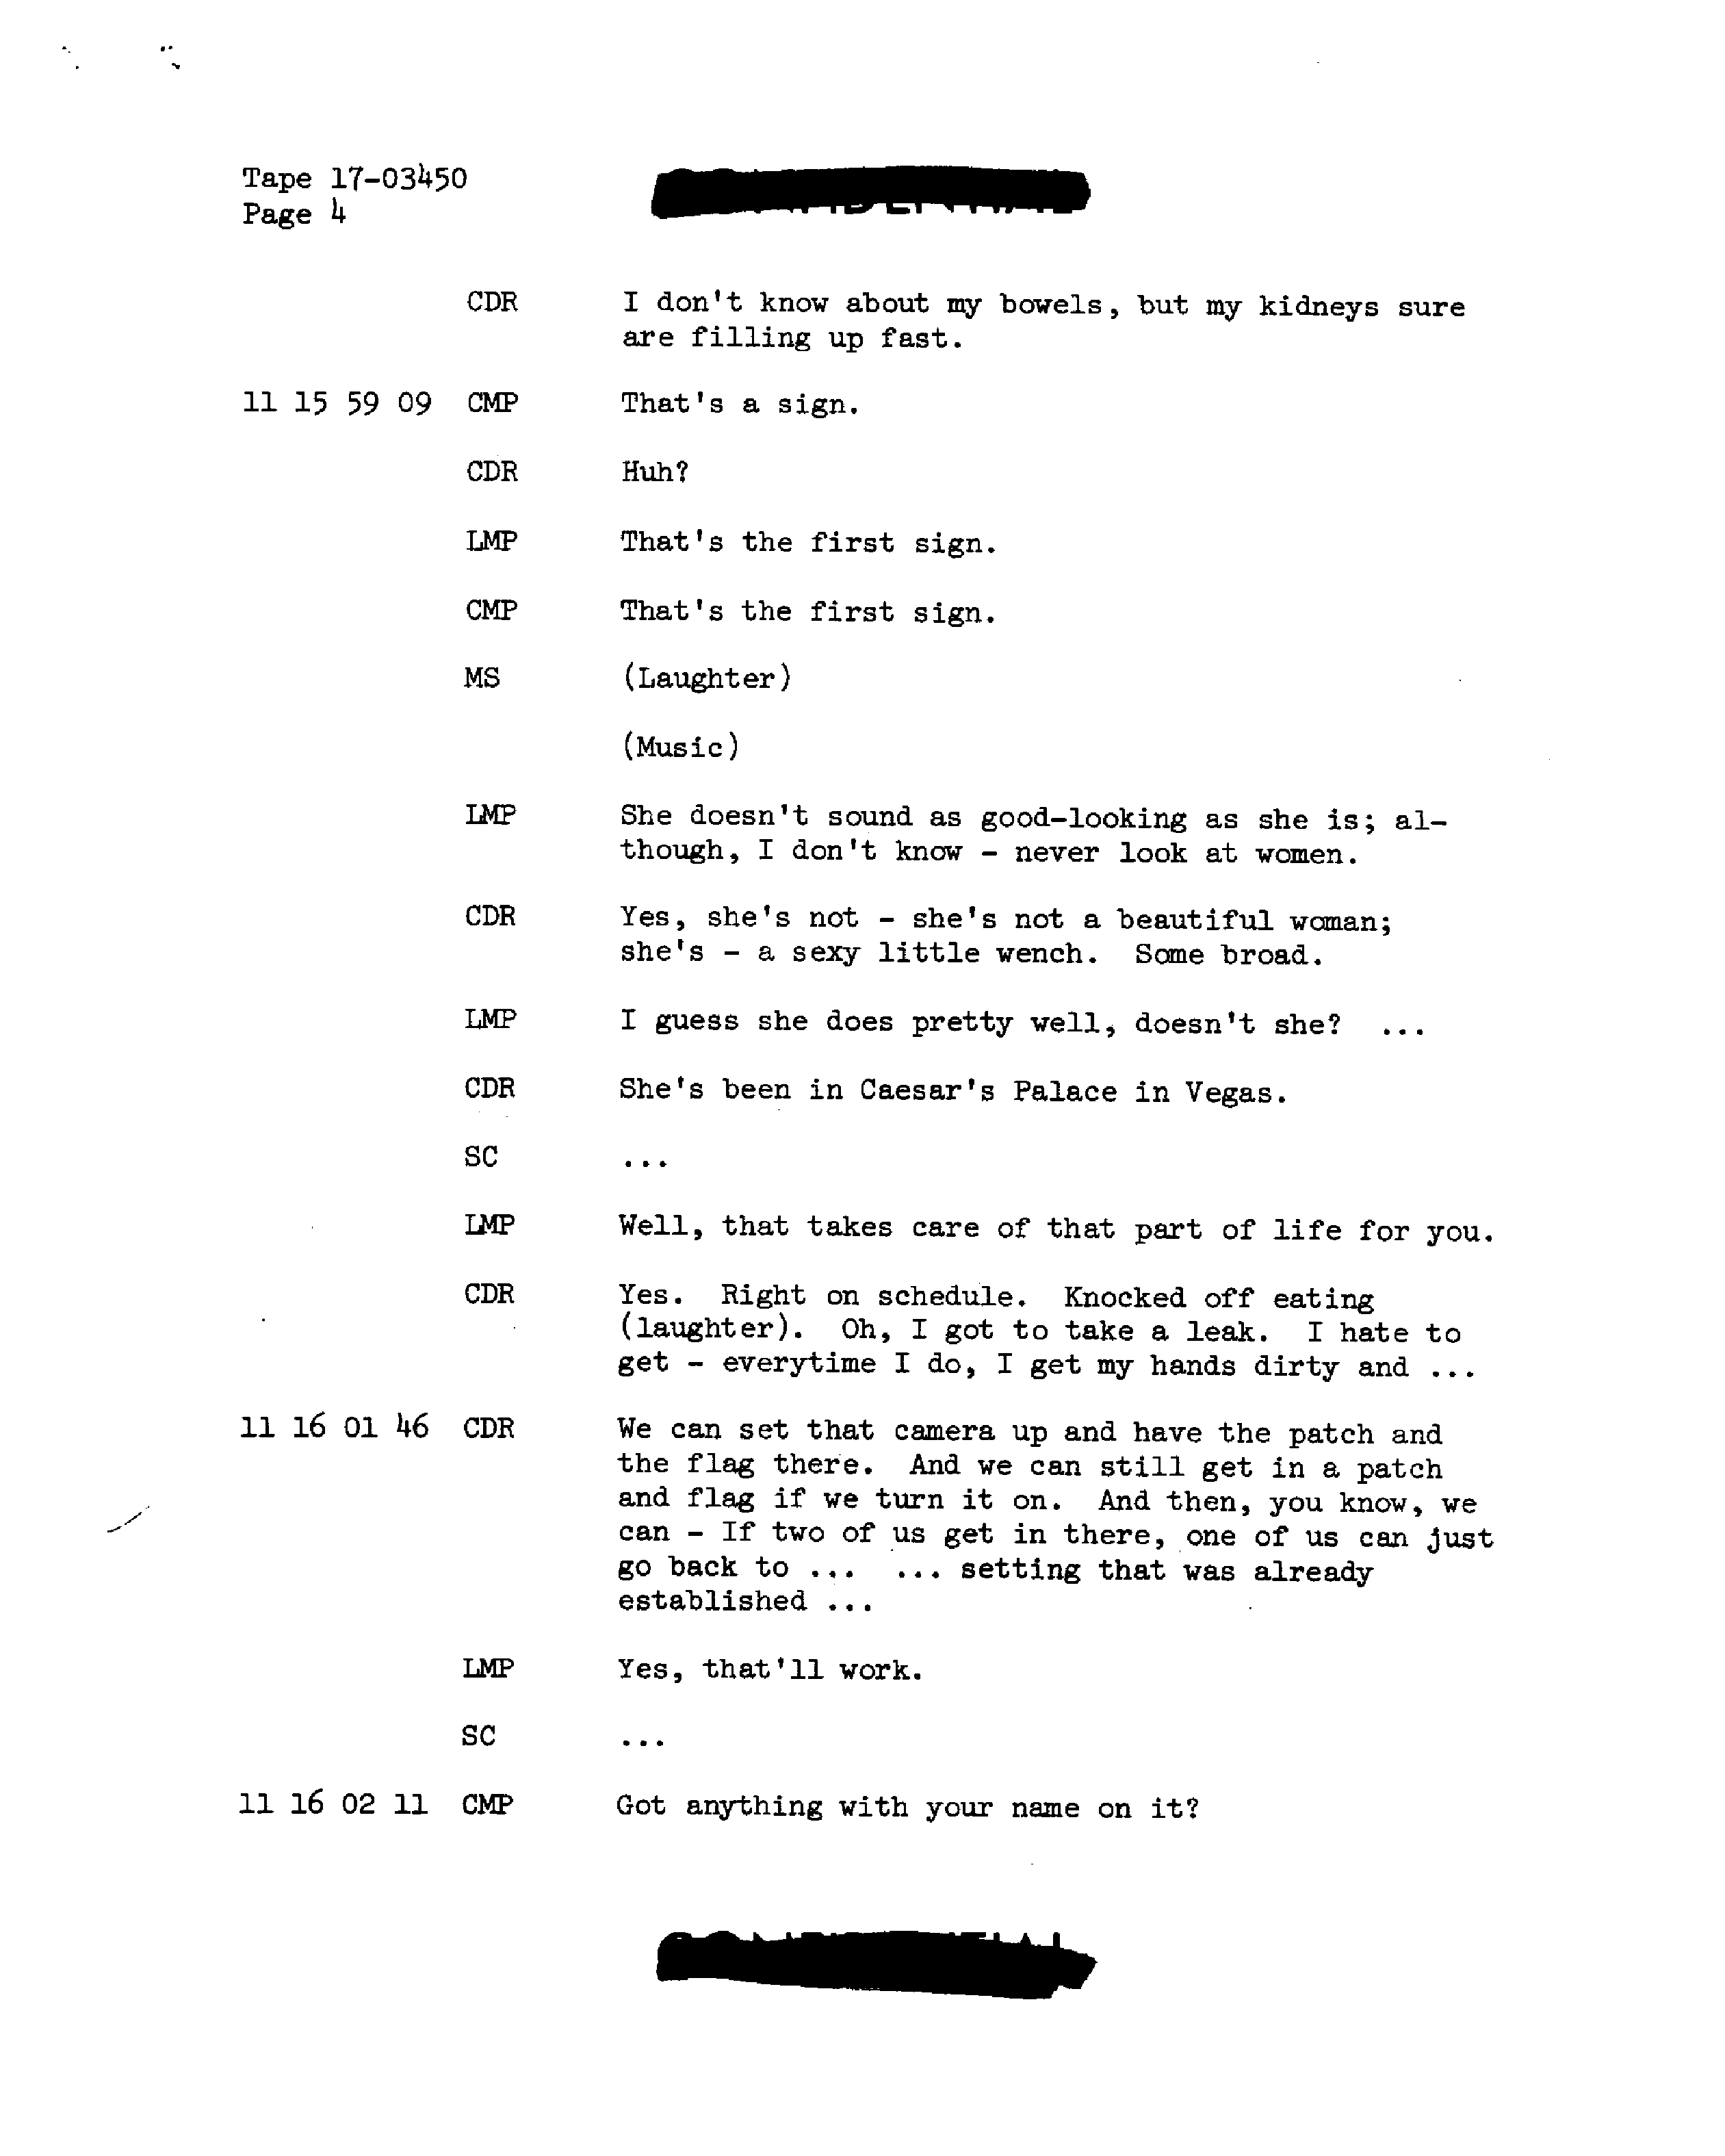 Tape 17-03450
Page 4
CDR I don't know about my bowels, but my kidneys sure
are filling up fast.
11 15 59 09 CMP That's a sign.
CDR Huh?
LMP That's the first sign.
CMP That's the first sign.
MS (Laughter)
(Music)
LMP She doesn't sound as good-looking as she is; al-
though, I don't know - never look at women.
CDR Yes, she's not - she's not a beautiful woman;
she's - a sexy little wench. Some broad.
LMP I guess she does pretty well, doesn't she? ...
CDR She's been in Caesar's Palace in Vegas.
SC ...
LMP Well, that takes care of that part of life for you.
CDR Yes. Right on schedule. Knocked off eating
(laughter). Oh, I got to take a leak. I hate to
get - everytime I do, I get my hands dirty and ...
11 16 01 46 CDR We can set that camera up and have the patch and
the flag there. And we can still get in a patch
and flag if we turn it on. And then, you know, we
can - If two of us get in there, one of us can just
go back to ... ... setting that was already
established ...
LMP Yes, that'll work.
SC ...
11 16 02 11 CMP Got anything with your name on it?